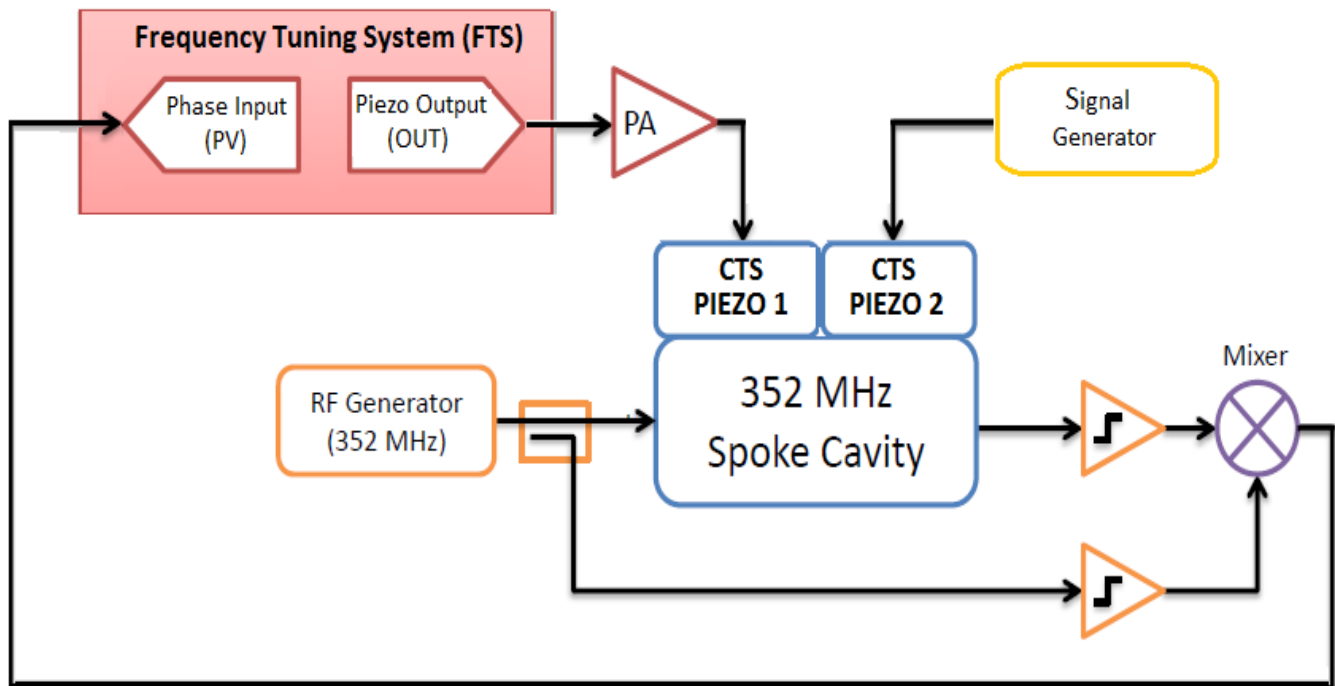 Frequency Tuning System (FTS)
Phase Input
(PV)
Piezo Output
(OUT)
PA
Signal
Generator
CTS
PIEZO 1
CTS
PIEZO 2
RF Generator
(352 MHz)
352 MHz
Spoke Cavity
Mixer